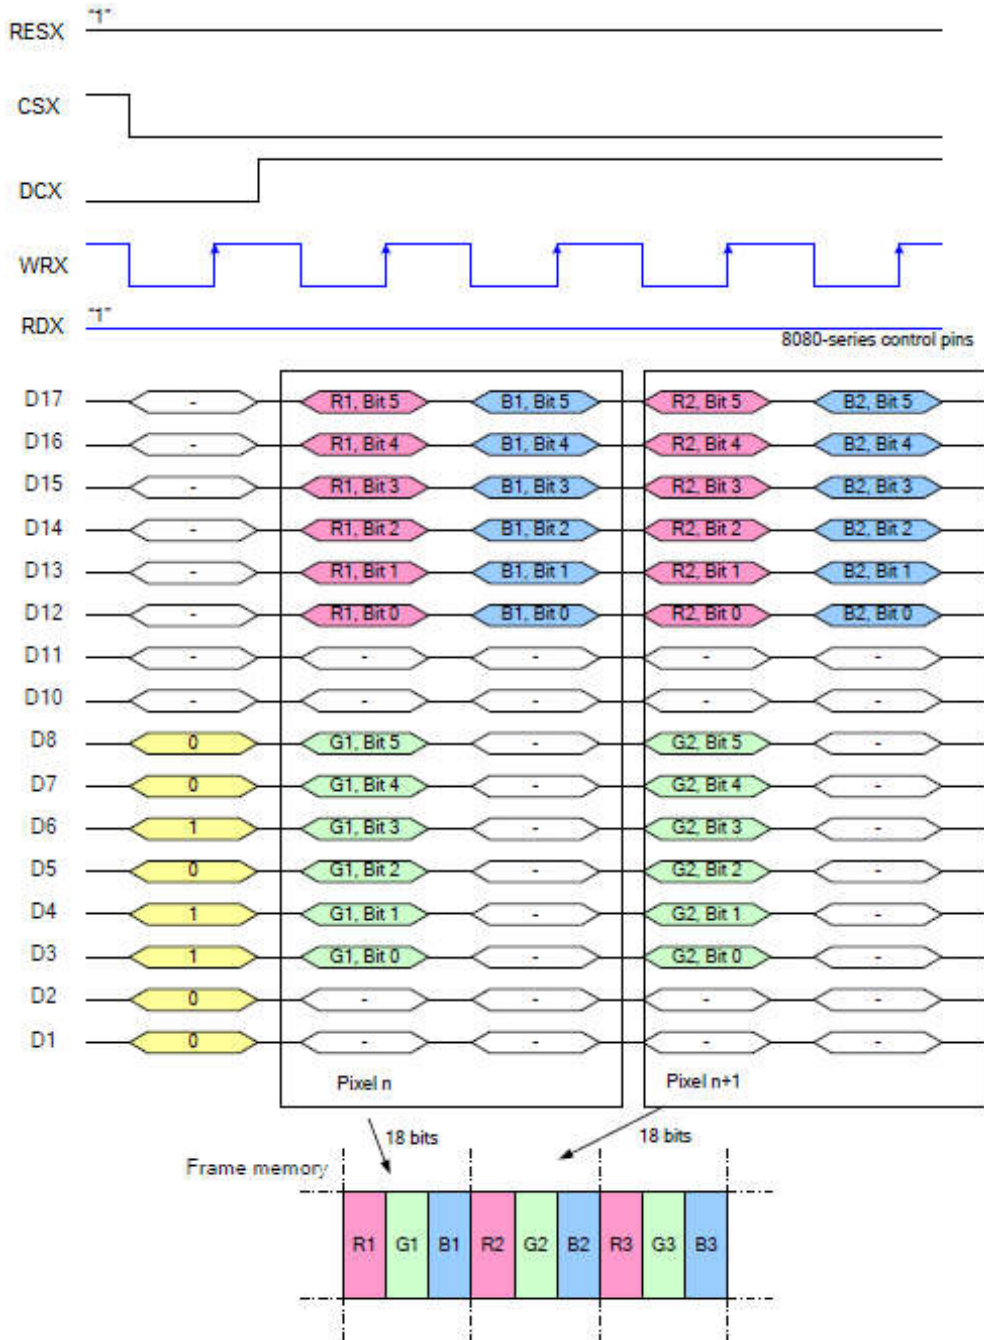 RESX "1"
CSX
DCX
WRX
RDX "1"
8080-series control pins
D17 - R1, Bit 5 B1, Bit 5 R2, Bit 5 B2, Bit 5
D16 - R1, Bit 4 B1, Bit 4 R2, Bit 4 B2, Bit 4
D15 - R1, Bit 3 B1, Bit 3 R2, Bit 3 B2, Bit 3
D14 - R1, Bit 2 B1, Bit 2 R2, Bit 2 B2, Bit 2
D13 - R1, Bit 1 B1, Bit 1 R2, Bit 1 B2, Bit 1
D12 - R1, Bit 0 B1, Bit 0 R2, Bit 0 B2, Bit 0
D11 - - - - -
D10 - - - - -
D8 0 G1, Bit 5 - G2, Bit 5 -
D7 0 G1, Bit 4 - G2, Bit 4 -
D6 1 G1, Bit 3 - G2, Bit 3 -
D5 0 G1, Bit 2 - G2, Bit 2 -
D4 1 G1, Bit 1 - G2, Bit 1 -
D3 1 G1, Bit 0 - G2, Bit 0 -
D2 0 - - - -
D1 0 - - - -
Pixel n Pixel n+1
18 bits 18 bits
Frame memory
R1 G1 B1 R2 G2 B2 R3 G3 B3